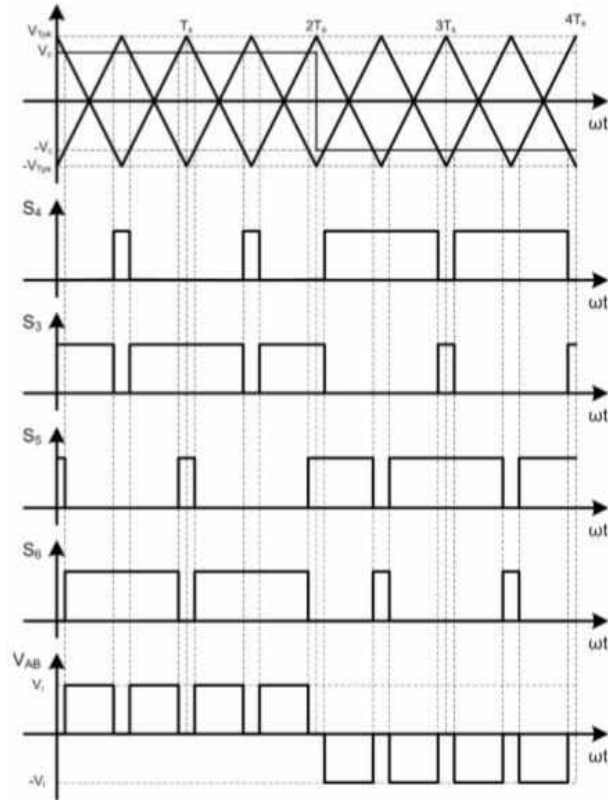 Ts 2Ts 3Ts 4Ts
VTpk
Vc
ωt
-Vc
-VTpk
S4
ωt
S3
ωt
S5
ωt
S6
ωt
VAB
Vi
ωt
-Vi